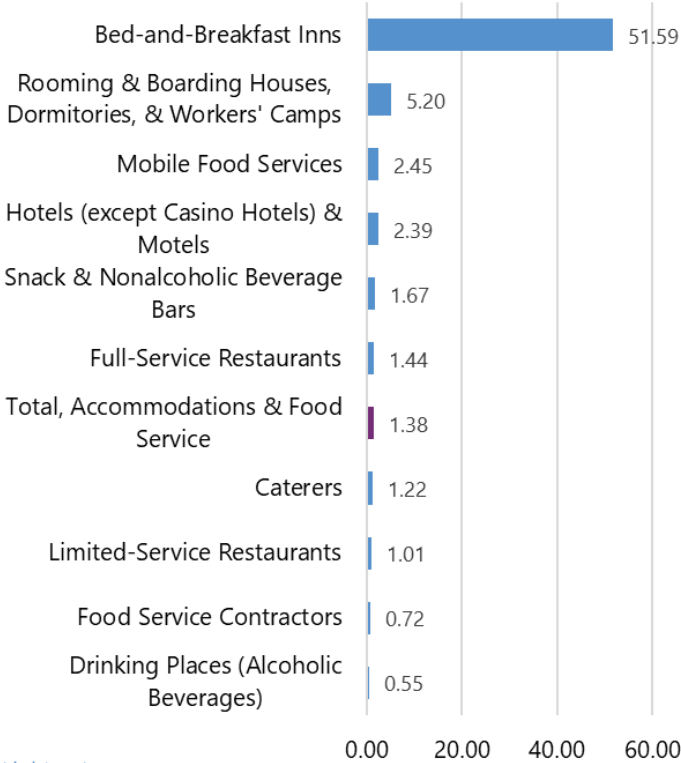 Bed-and-Breakfast Inns 51.59
Rooming & Boarding Houses,
Dormitories, & Workers' Camps 5.20
Mobile Food Services 2.45
Hotels (except Casino Hotels) &
Motels 2.39
Snack & Nonalcoholic Beverage
Bars 1.67
Full-Service Restaurants 1.44
Total, Accommodations & Food
Service 1.38
Caterers 1.22
Limited-Service Restaurants 1.01
Food Service Contractors 0.72
Drinking Places (Alcoholic
Beverages) 0.55
0.00 20.00 40.00 60.00